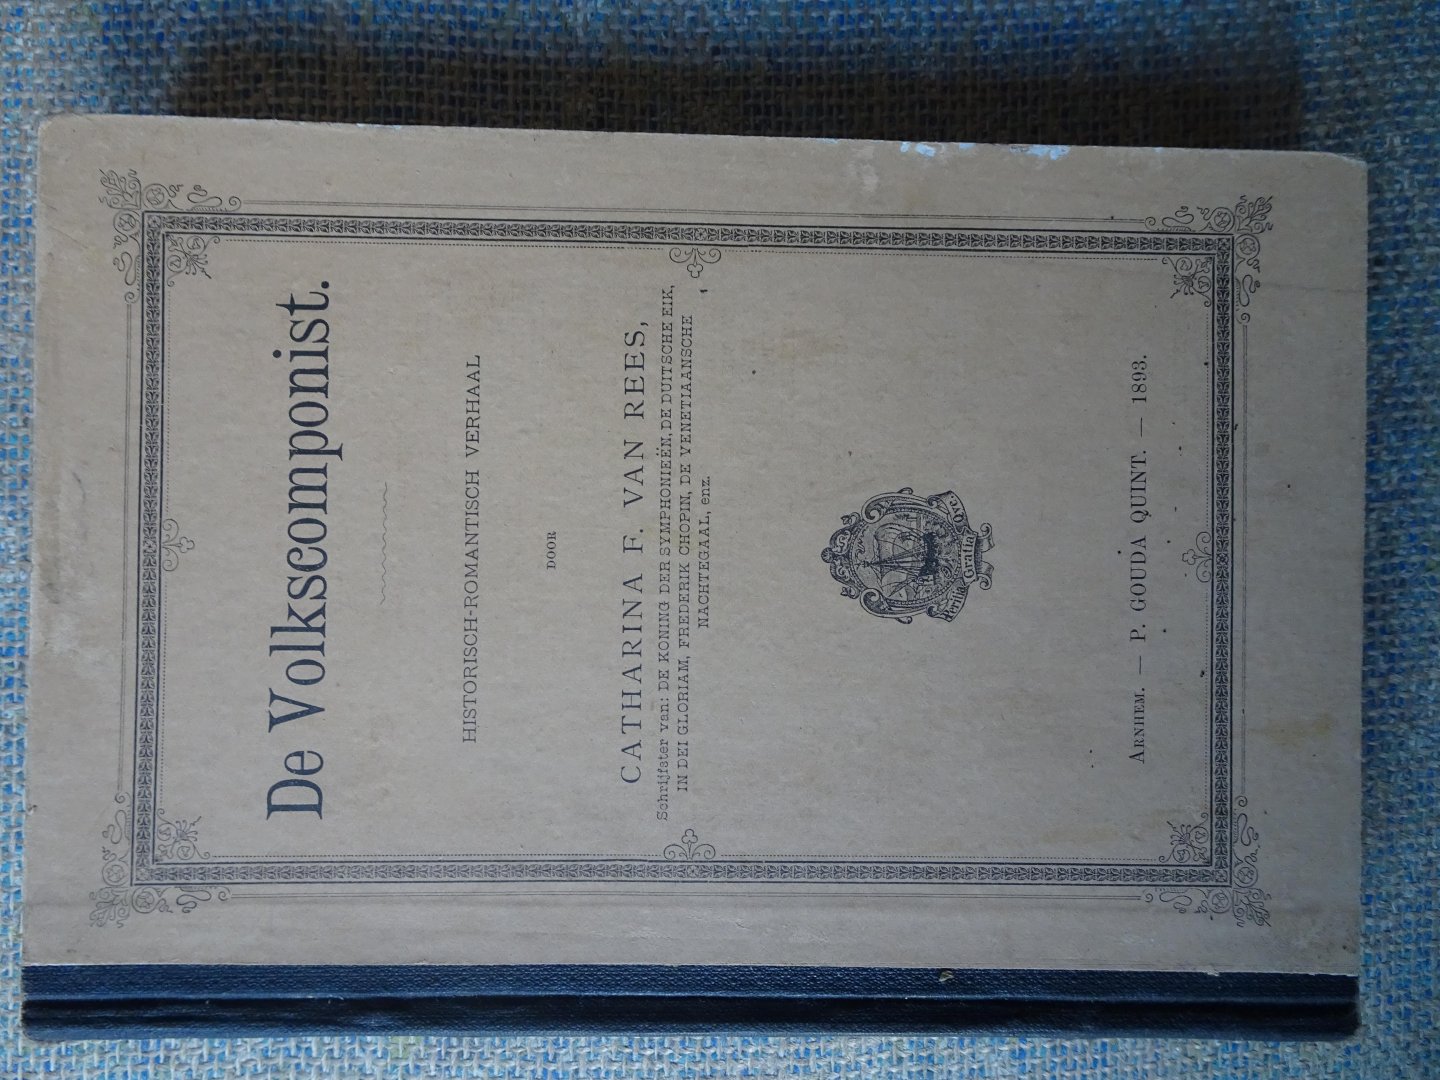 De Volkscomponist.
HISTORISCH-ROMANTISCH VERHAAL
DOOR
CATHARINA F. VAN REES,
Schrijfster van: DE KONING DER SYMPHONIEËN, DE DUITSCHE EIK,
IN DEI GLORIAM, FREDERIK CHOPIN, DE VENETIAANSCHE
NACHTEGAAL, enz.
Gratia
ARNHEM. — P. GOUDA QUINT. — 1893.